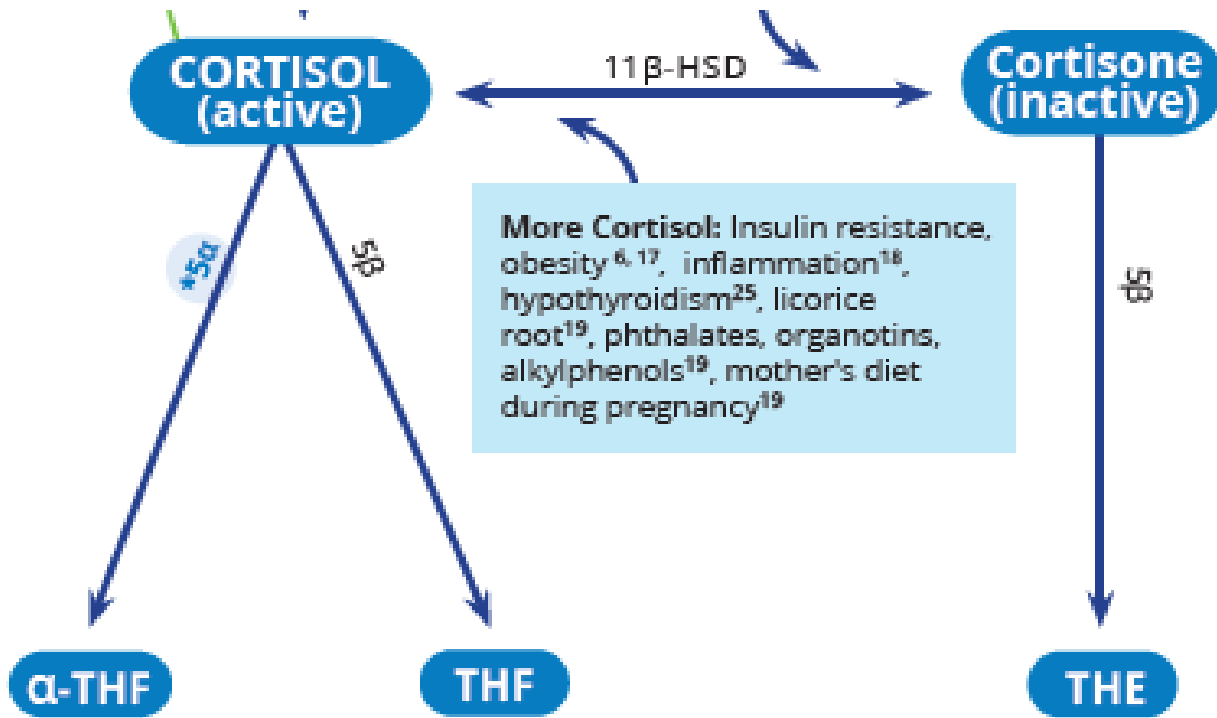 CORTISOL
(active)
11β-HSD
Cortisone
(inactive)
More Cortisol: Insulin resistance,
obesity 6, 17, inflammation18,
hypothyroidism25, licorice
root19, phthalates, organotins,
alkylphenols19, mother's diet
during pregnancy19
*5α
5β
5β
α-THF
THF
THE